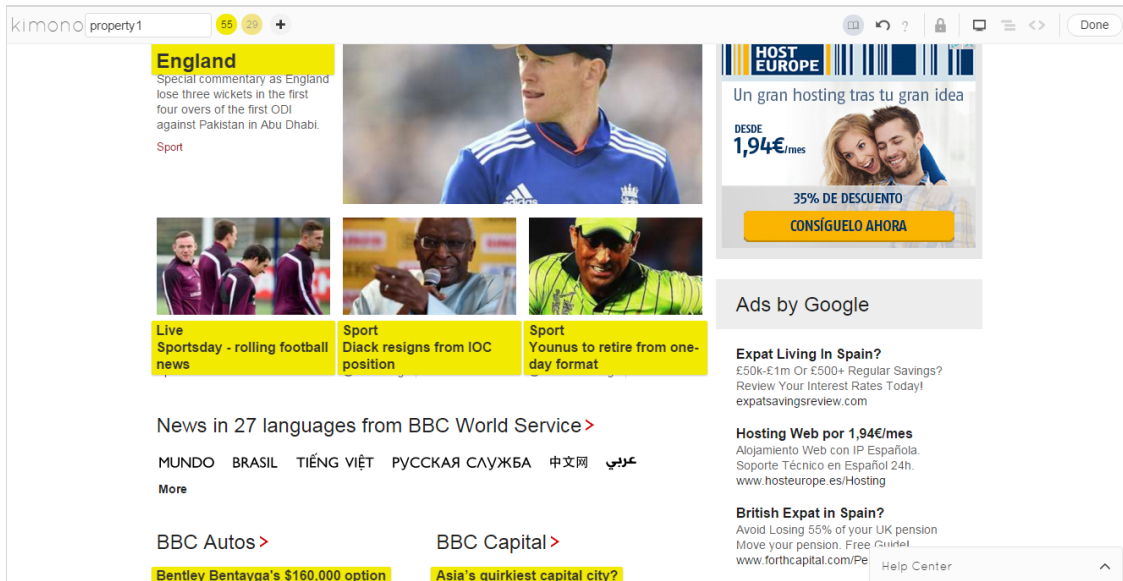 kimono
property1
55
29
+
?
<>
Done
England
Special commentary as England
lose three wickets in the first
four overs of the first ODI
against Pakistan in Abu Dhabi.
Sport
adidas
Live
Sportsday - rolling football
news
Sport
Diack resigns from IOC
position
Sport
Younus to retire from one-
day format
News in 27 languages from BBC World Service>
MUNDO BRASIL TIẾNG VIỆT РУССКАЯ СЛУЖБА 中文网 عربي
More
BBC Autos>
Bentley Bentayga's $160,000 option
BBC Capital>
Asia's quirkiest capital city?
HOST
EUROPE
Un gran hosting tras tu gran idea
DESDE
1,94€/mes
35% DE DESCUENTO
CONSÍGUELO AHORA
Ads by Google
Expat Living In Spain?
£50k-£1m Or £500+ Regular Savings?
Review Your Interest Rates Today!
expatsavingsreview.com
Hosting Web por 1,94€/mes
Alojamiento Web con IP Española.
Soporte Técnico en Español 24h.
www.hosteurope.es/Hosting
British Expat in Spain?
Avoid Losing 55% of your UK pension
Move your pension. Free Guide!
www.forthcapital.com/Pe
Help Center